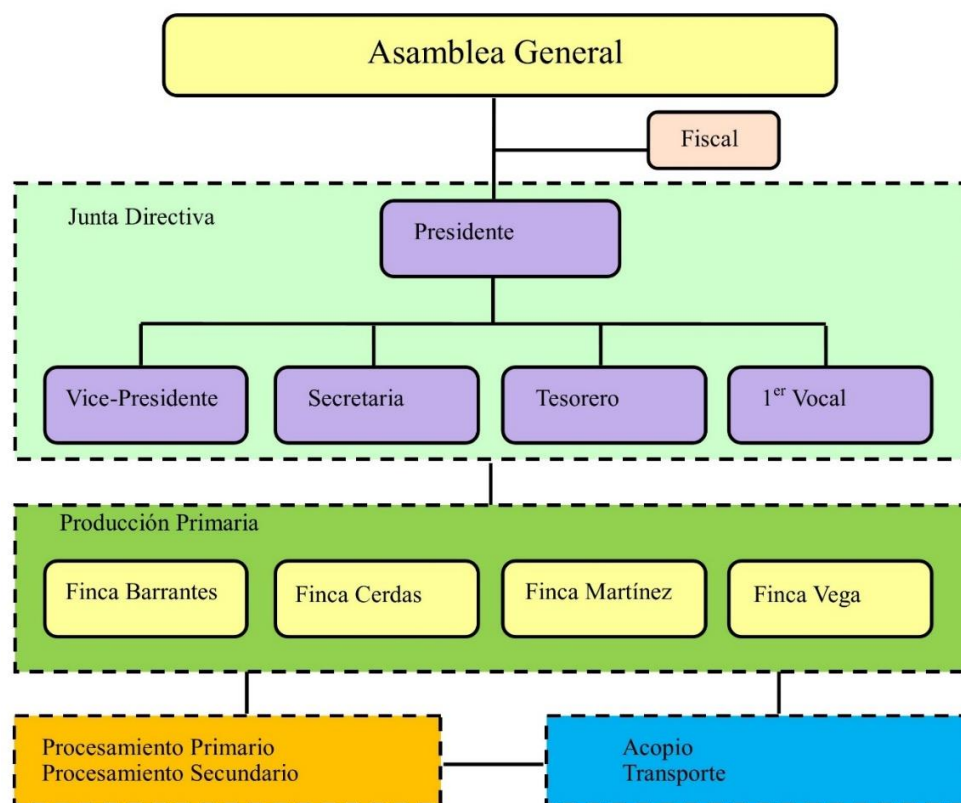 Asamblea General
Fiscal
Junta Directiva
Presidente
Vice-Presidente
Secretaria
Tesorero
1er Vocal
Producción Primaria
Finca Barrantes
Finca Cerdas
Finca Martínez
Finca Vega
Procesamiento Primario
Procesamiento Secundario
Acopio
Transporte